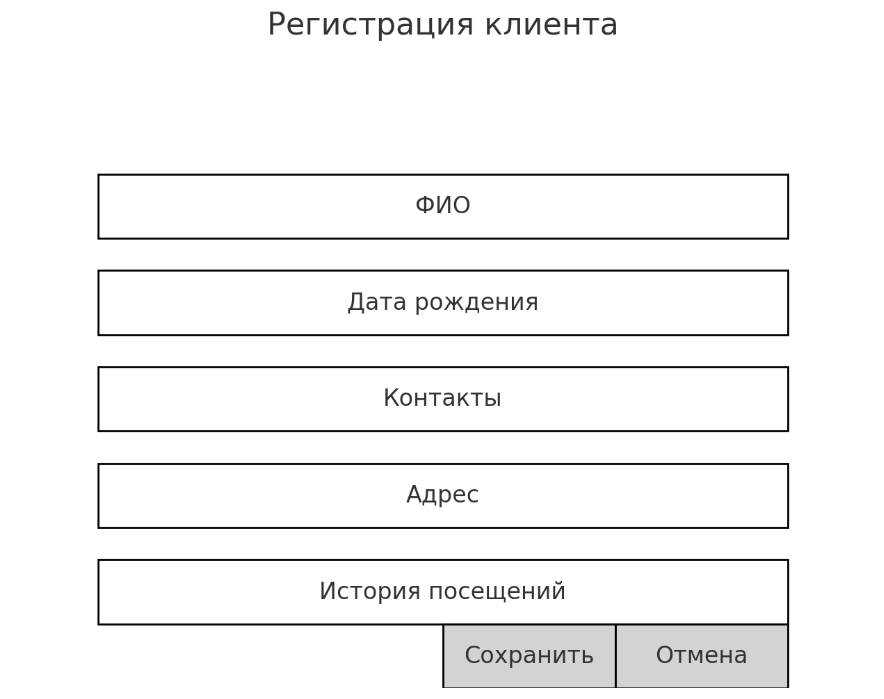 Регистрация клиента
ФИО
Дата рождения
Контакты
Адрес
История посещений
Сохранить Отмена